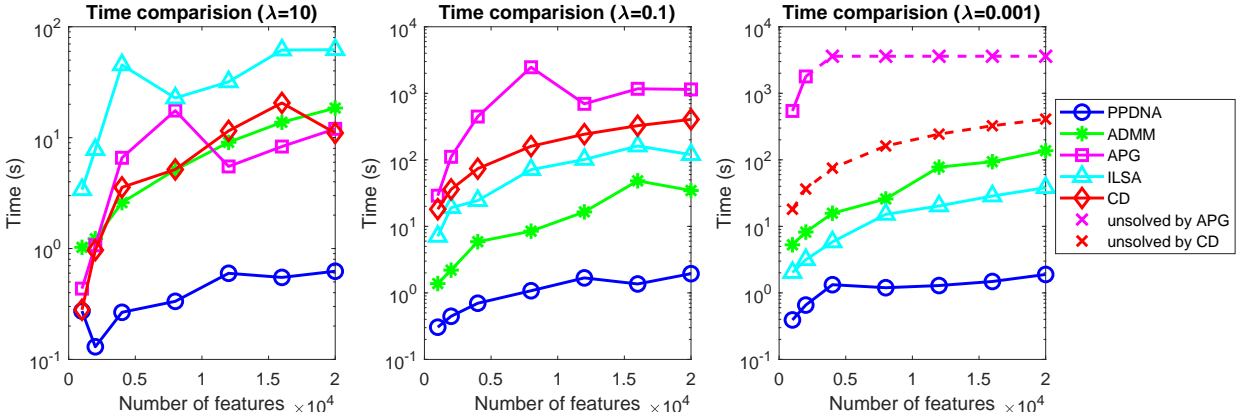 Time comparision (λ=10)
10^2
10^1
10^0
10^-1
Time (s)
0
0.5
1
1.5
2
Number of features
×10^4
Time comparision (λ=0.1)
10^4
10^3
10^2
10^1
10^0
10^-1
Time (s)
0
0.5
1
1.5
2
Number of features
×10^4
Time comparision (λ=0.001)
10^4
10^3
10^2
10^1
10^0
10^-1
Time (s)
0
0.5
1
1.5
2
Number of features
×10^4
PPDNA
ADMM
APG
ILSA
CD
unsolved by APG
unsolved by CD